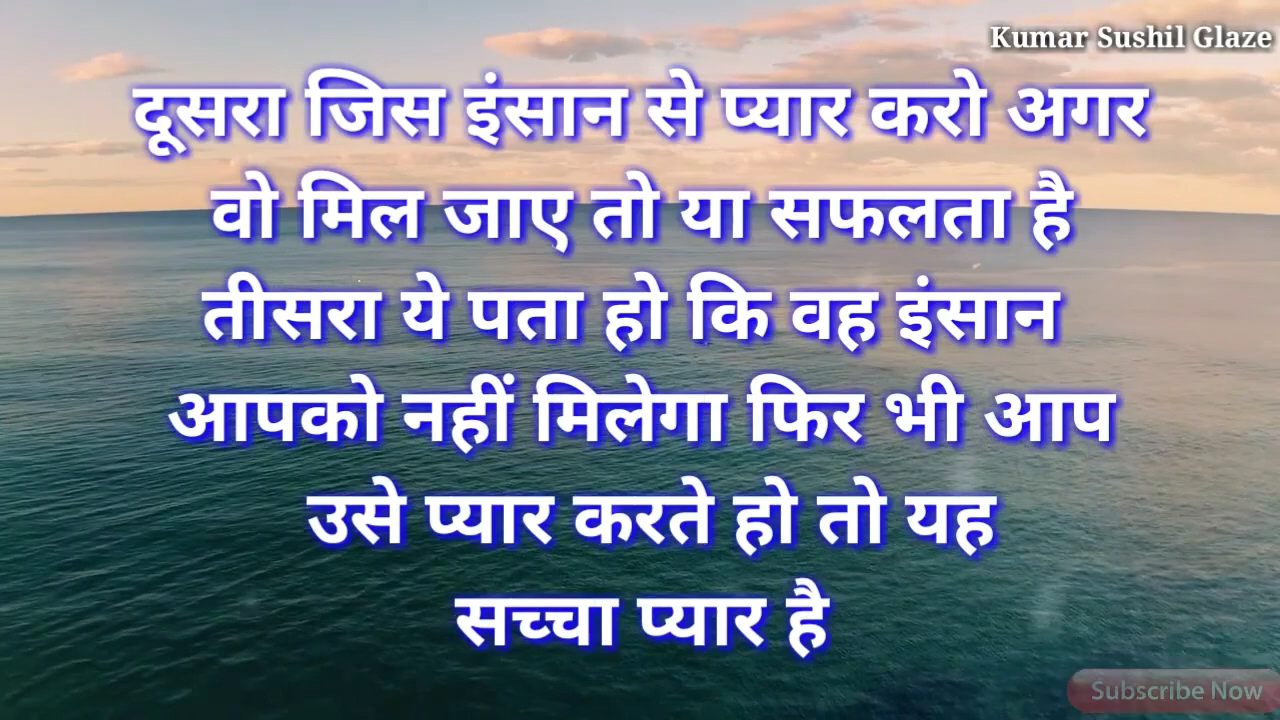 Kumar Sushil Glaze
दूसरा जिस इंसान से प्यार करो अगर
वो मिल जाए तो या सफलता है
तीसरा ये पता हो कि वह इंसान
आपको नहीं मिलेगा फिर भी आप
उसे प्यार करते हो तो यह
सच्चा प्यार है
Subscribe Now